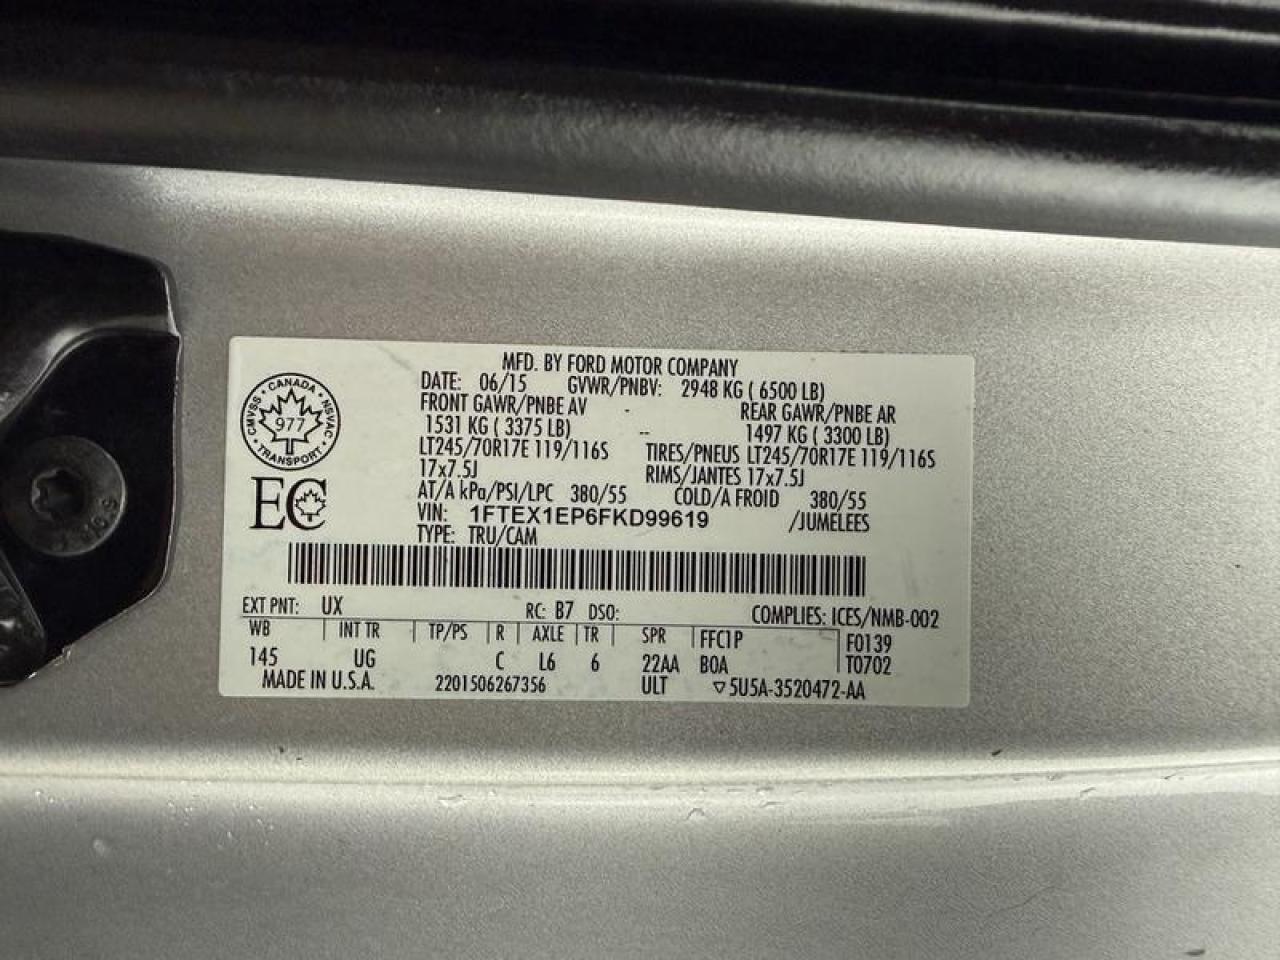 MFD. BY FORD MOTOR COMPANY
DATE: 06/15 GVWR/PNBV: 2948 KG ( 6500 LB)
FRONT GAWR/PNBE AV - REAR GAWR/PNBE AR
1531 KG ( 3375 LB) -- 1497 KG ( 3300 LB)
LT245/70R17E 119/116S TIRES/PNEUS LT245/70R17E 119/116S
17x7.5J RIMS/JANTES 17x7.5J
AT/A kPa/PSI/LPC 380/55 COLD/A FROID 380/55
VIN: 1FTEX1EP6FKD99619 /JUMELEES
TYPE: TRU/CAM
CANADA
CMVSS NSVAC
977
TRANSPORT
EC
EXT PNT: UX RC: B7 DSO: COMPLIES: ICES/NMB-002
WB INT TR TP/PS R AXLE TR SPR FFC1P F0139
145 UG C L6 6 22AA BOA T0702
MADE IN U.S.A. 2201506267356 ULT ▽5U5A-3520472-AA